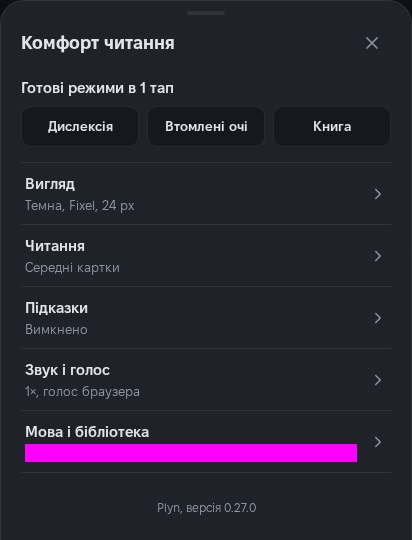 Комфорт читання
Готові режими в 1 тап
Дислексія
Втомлені очі
Книга
Вигляд
Темна, Fixel, 24 px
Читання
Середні картки
Підказки
Вимкнено
Звук і голос
1×, голос браузера
Мова і бібліотека
Plyn, версія 0.27.0